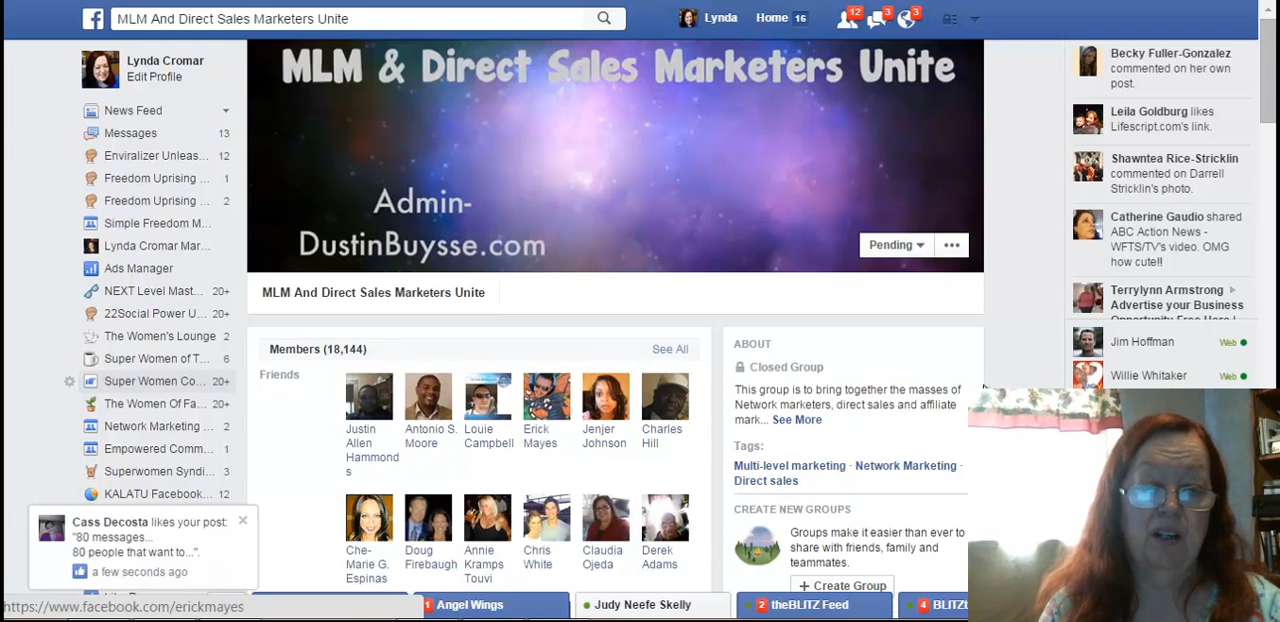 MLM And Direct Sales Marketers Unite
Lynda
Home 16
12
3
3
Lynda Cromar
Edit Profile
News Feed
Messages 13
Enviralizer Unleas... 12
Freedom Uprising ... 1
Freedom Uprising ... 2
Simple Freedom M...
Lynda Cromar Mar...
Ads Manager
NEXT Level Mast... 20+
22Social Power U... 20+
The Women's Lounge 2
Super Women of T... 6
Super Women Co... 20+
The Women Of Fa... 20+
Network Marketing ... 2
Empowered Comm... 1
Superwomen Syndi... 3
KALATU Facebook... 12
Cass Decosta likes your post:
"80 messages...
80 people that want to...".
a few seconds ago
https://www.facebook.com/erickmayes
MLM & Direct Sales Marketers Unite
Admin-
DustinBuysse.com
Pending
MLM And Direct Sales Marketers Unite
Members (18,144)
See All
Friends
Justin
Allen
Hammond
s
Antonio S.
Moore
Louie
Campbell
Erick
Mayes
Jenjer
Johnson
Charles
Hill
Che-
Marie G.
Espinas
Doug
Firebaugh
Annie
Kramps
Touvi
Chris
White
Claudia
Ojeda
Derek
Adams
ABOUT
Closed Group
This group is to bring together the masses of
Network marketers, direct sales and affiliate
mark... See More
Tags:
Multi-level marketing · Network Marketing ·
Direct sales
CREATE NEW GROUPS
Groups make it easier than ever to
share with friends, family and
teammates.
+ Create Group
Becky Fuller-Gonzalez
commented on her own
post.
Leila Goldburg likes
Lifescript.com's link.
Shawntea Rice-Stricklin
commented on Darrell
Stricklin's photo.
Catherine Gaudio shared
ABC Action News -
WFTS/TV's video. OMG
how cute!!
Terrylynn Armstrong
Advertise your Business
Opportunity Free Here !
Jim Hoffman Web
Willie Whitaker Web
1 Angel Wings
Judy Neefe Skelly
2 theBLITZ Feed
4